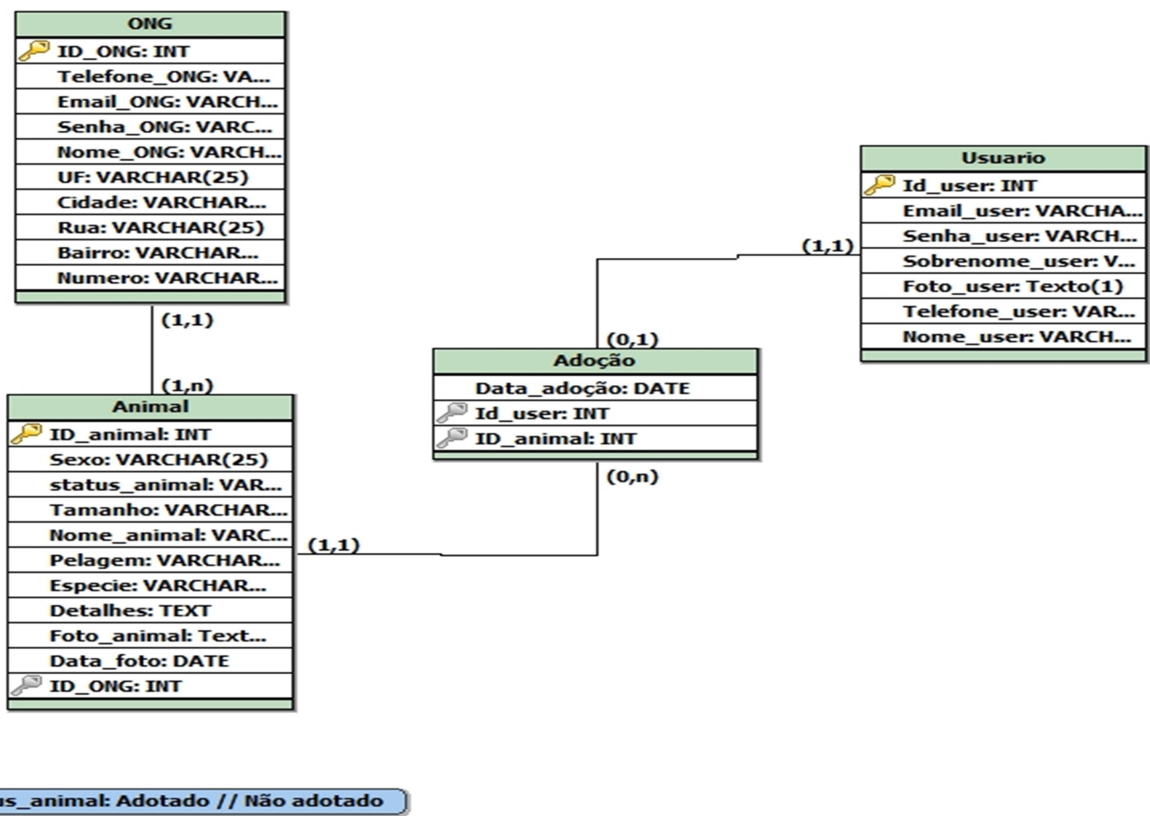 ONG
ID_ONG: INT
Telefone_ONG: VA...
Email_ONG: VARCH...
Senha_ONG: VARC...
Nome_ONG: VARCH...
UF: VARCHAR(25)
Cidade: VARCHAR...
Rua: VARCHAR(25)
Bairro: VARCHAR...
Numero: VARCHAR...
(1,1)
(1,n)
Animal
ID_animal: INT
Sexo: VARCHAR(25)
status_animal: VAR...
Tamanho: VARCHAR...
Nome_animal: VARC...
Pelagem: VARCHAR...
Especie: VARCHAR...
Detalhes: TEXT
Foto_animal: Text...
Data_foto: DATE
ID_ONG: INT
(1,1)
(0,1)
Adoção
Data_adoção: DATE
Id_user: INT
ID_animal: INT
(0,n)
(1,1)
Usuario
Id_user: INT
Email_user: VARCHA...
Senha_user: VARCH...
Sobrenome_user: V...
Foto_user: Texto(1)
Telefone_user: VAR...
Nome_user: VARCH...
us_animal: Adotado // Não adotado